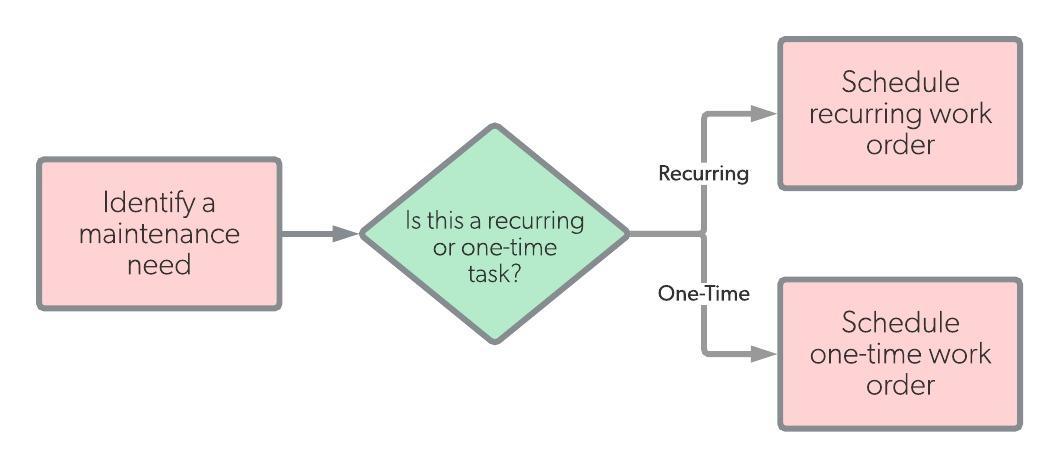 Identify a
maintenance
need
Is this a recurring
or one-time
task?
Recurring
Schedule
recurring work
order
One-Time
Schedule
one-time work
order